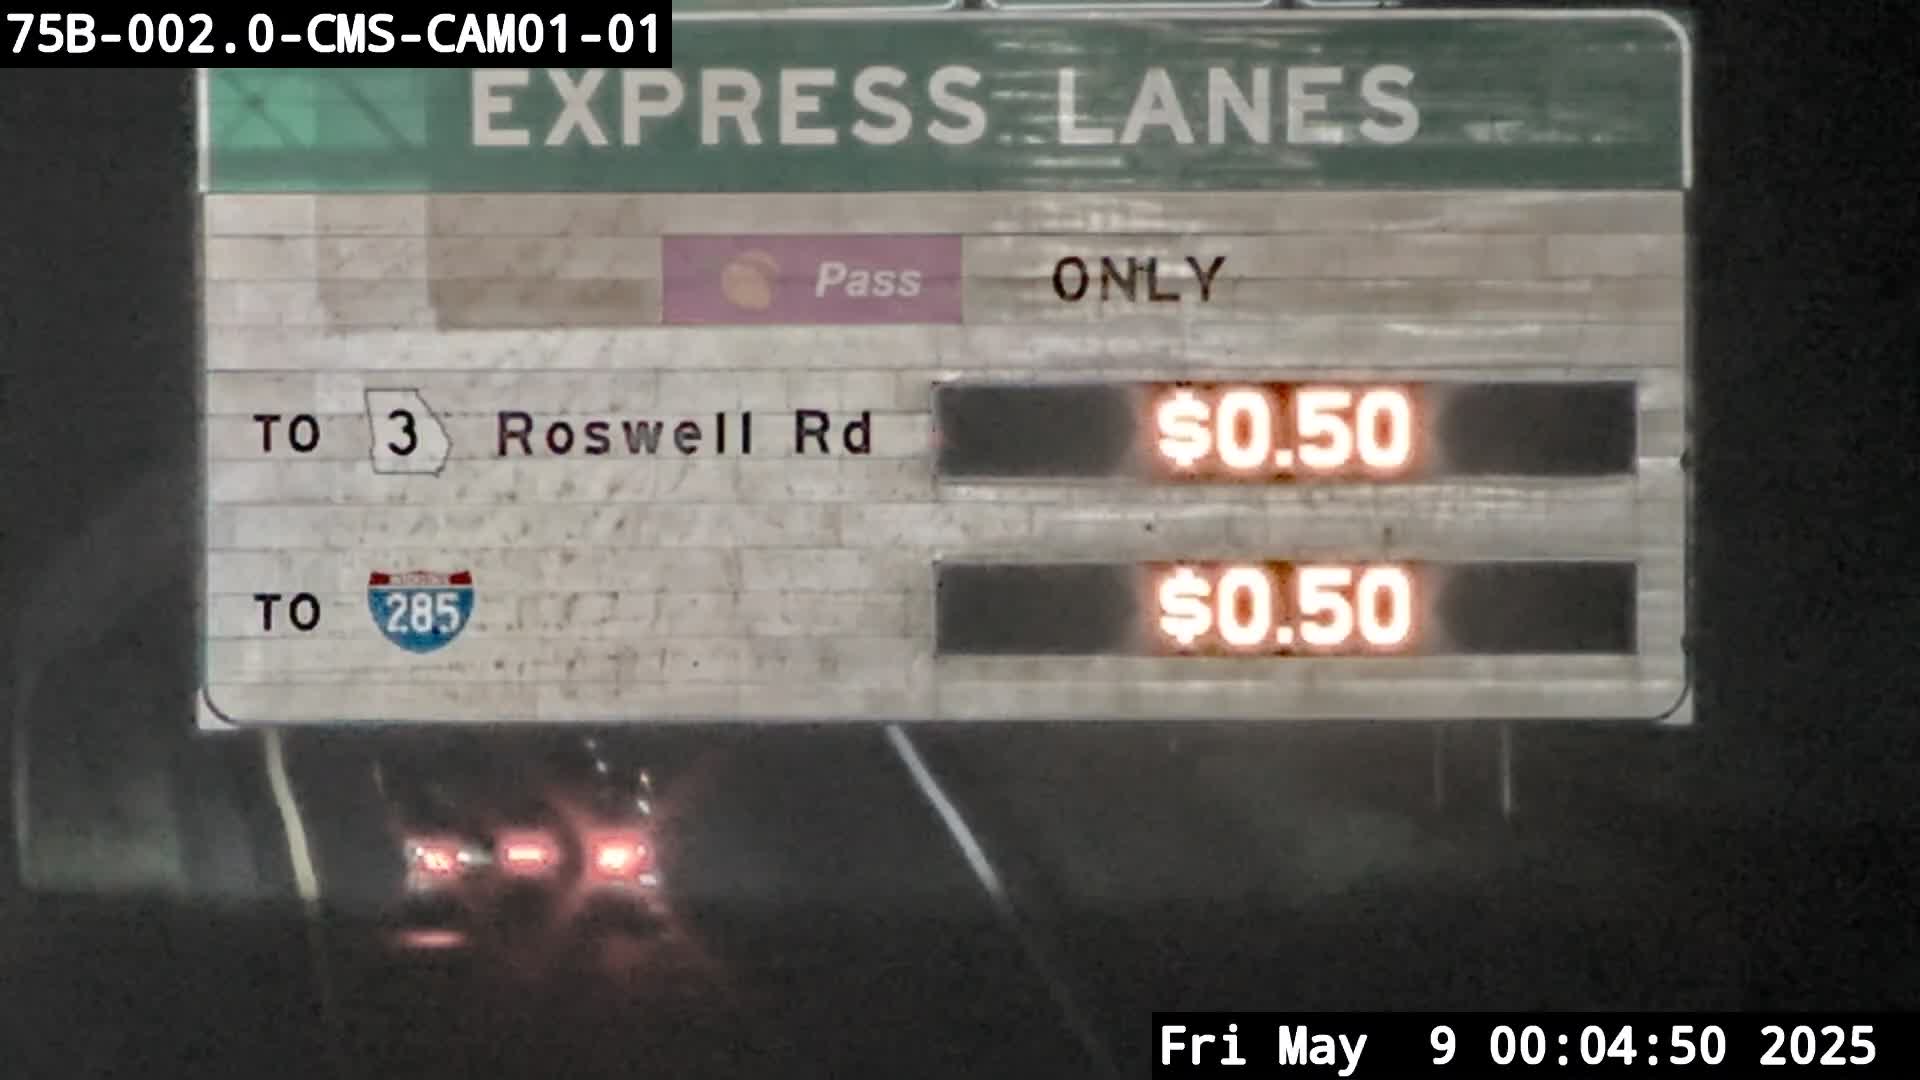 75B-002.0-CMS-CAM01-01
EXPRESS LANES
Pass ONLY
TO 3 Roswell Rd $0.50
TO 285 $0.50
Fri May 9 00:04:50 2025